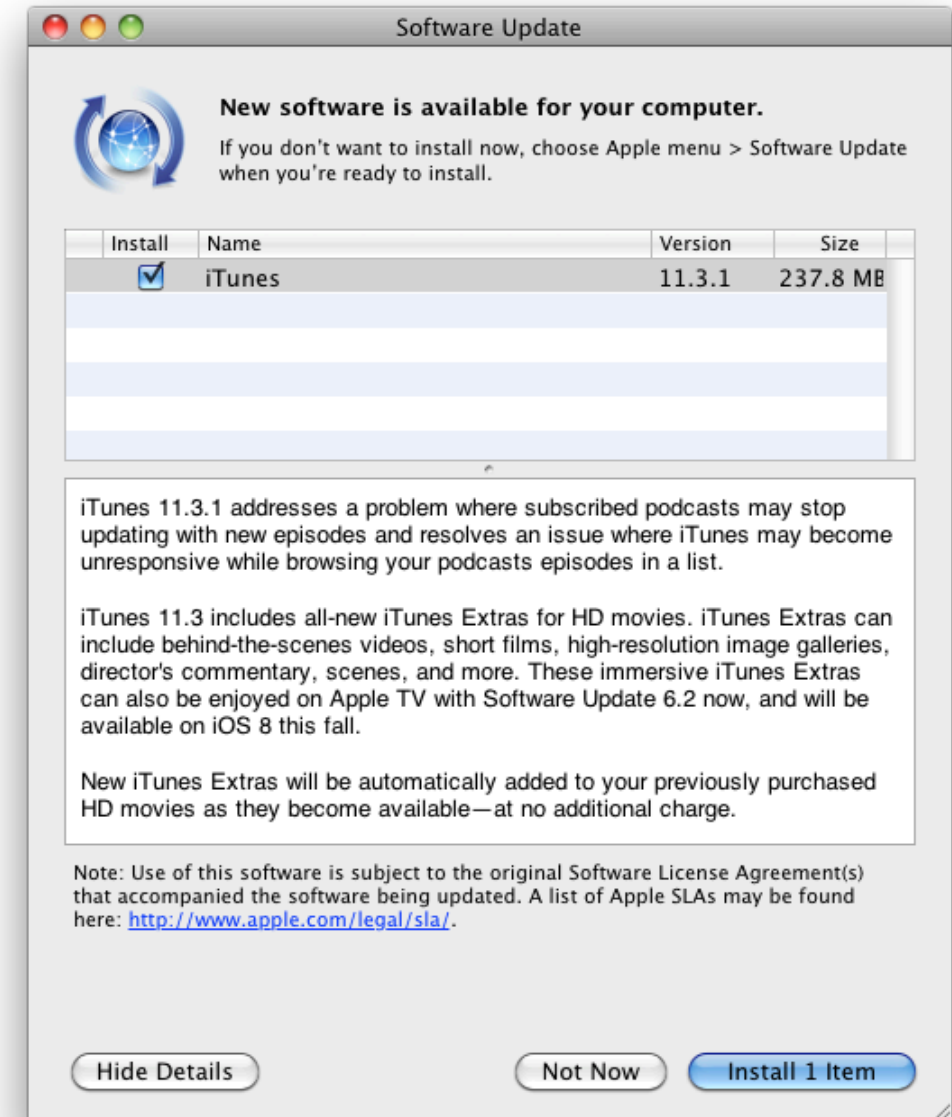 Software Update
New software is available for your computer.
If you don't want to install now, choose Apple menu > Software Update
when you're ready to install.
Install Name Version Size
iTunes 11.3.1 237.8 MB
iTunes 11.3.1 addresses a problem where subscribed podcasts may stop
updating with new episodes and resolves an issue where iTunes may become
unresponsive while browsing your podcasts episodes in a list.
iTunes 11.3 includes all-new iTunes Extras for HD movies. iTunes Extras can
include behind-the-scenes videos, short films, high-resolution image galleries,
director's commentary, scenes, and more. These immersive iTunes Extras
can also be enjoyed on Apple TV with Software Update 6.2 now, and will be
available on iOS 8 this fall.
New iTunes Extras will be automatically added to your previously purchased
HD movies as they become available—at no additional charge.
Note: Use of this software is subject to the original Software License Agreement(s)
that accompanied the software being updated. A list of Apple SLAs may be found
here: http://www.apple.com/legal/sla/.
Hide Details Not Now Install 1 Item